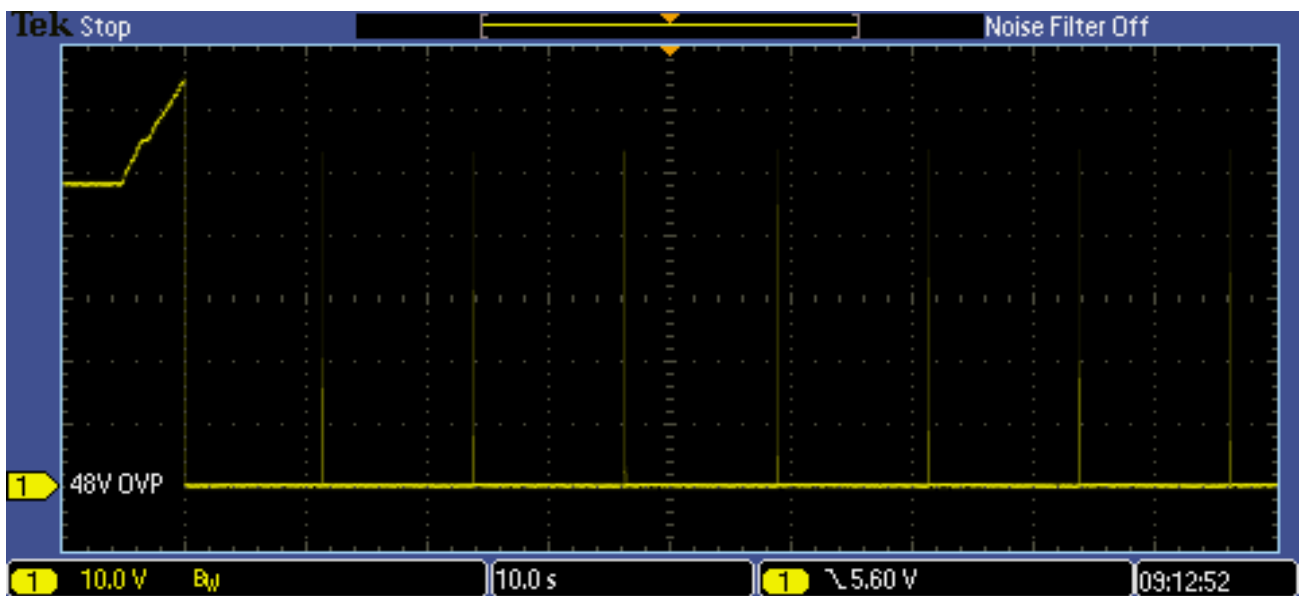 Tek Stop Noise Filter Off
1 48V OVP
1 10.0 V BW 10.0 s 1 5.60 V 09:12:52